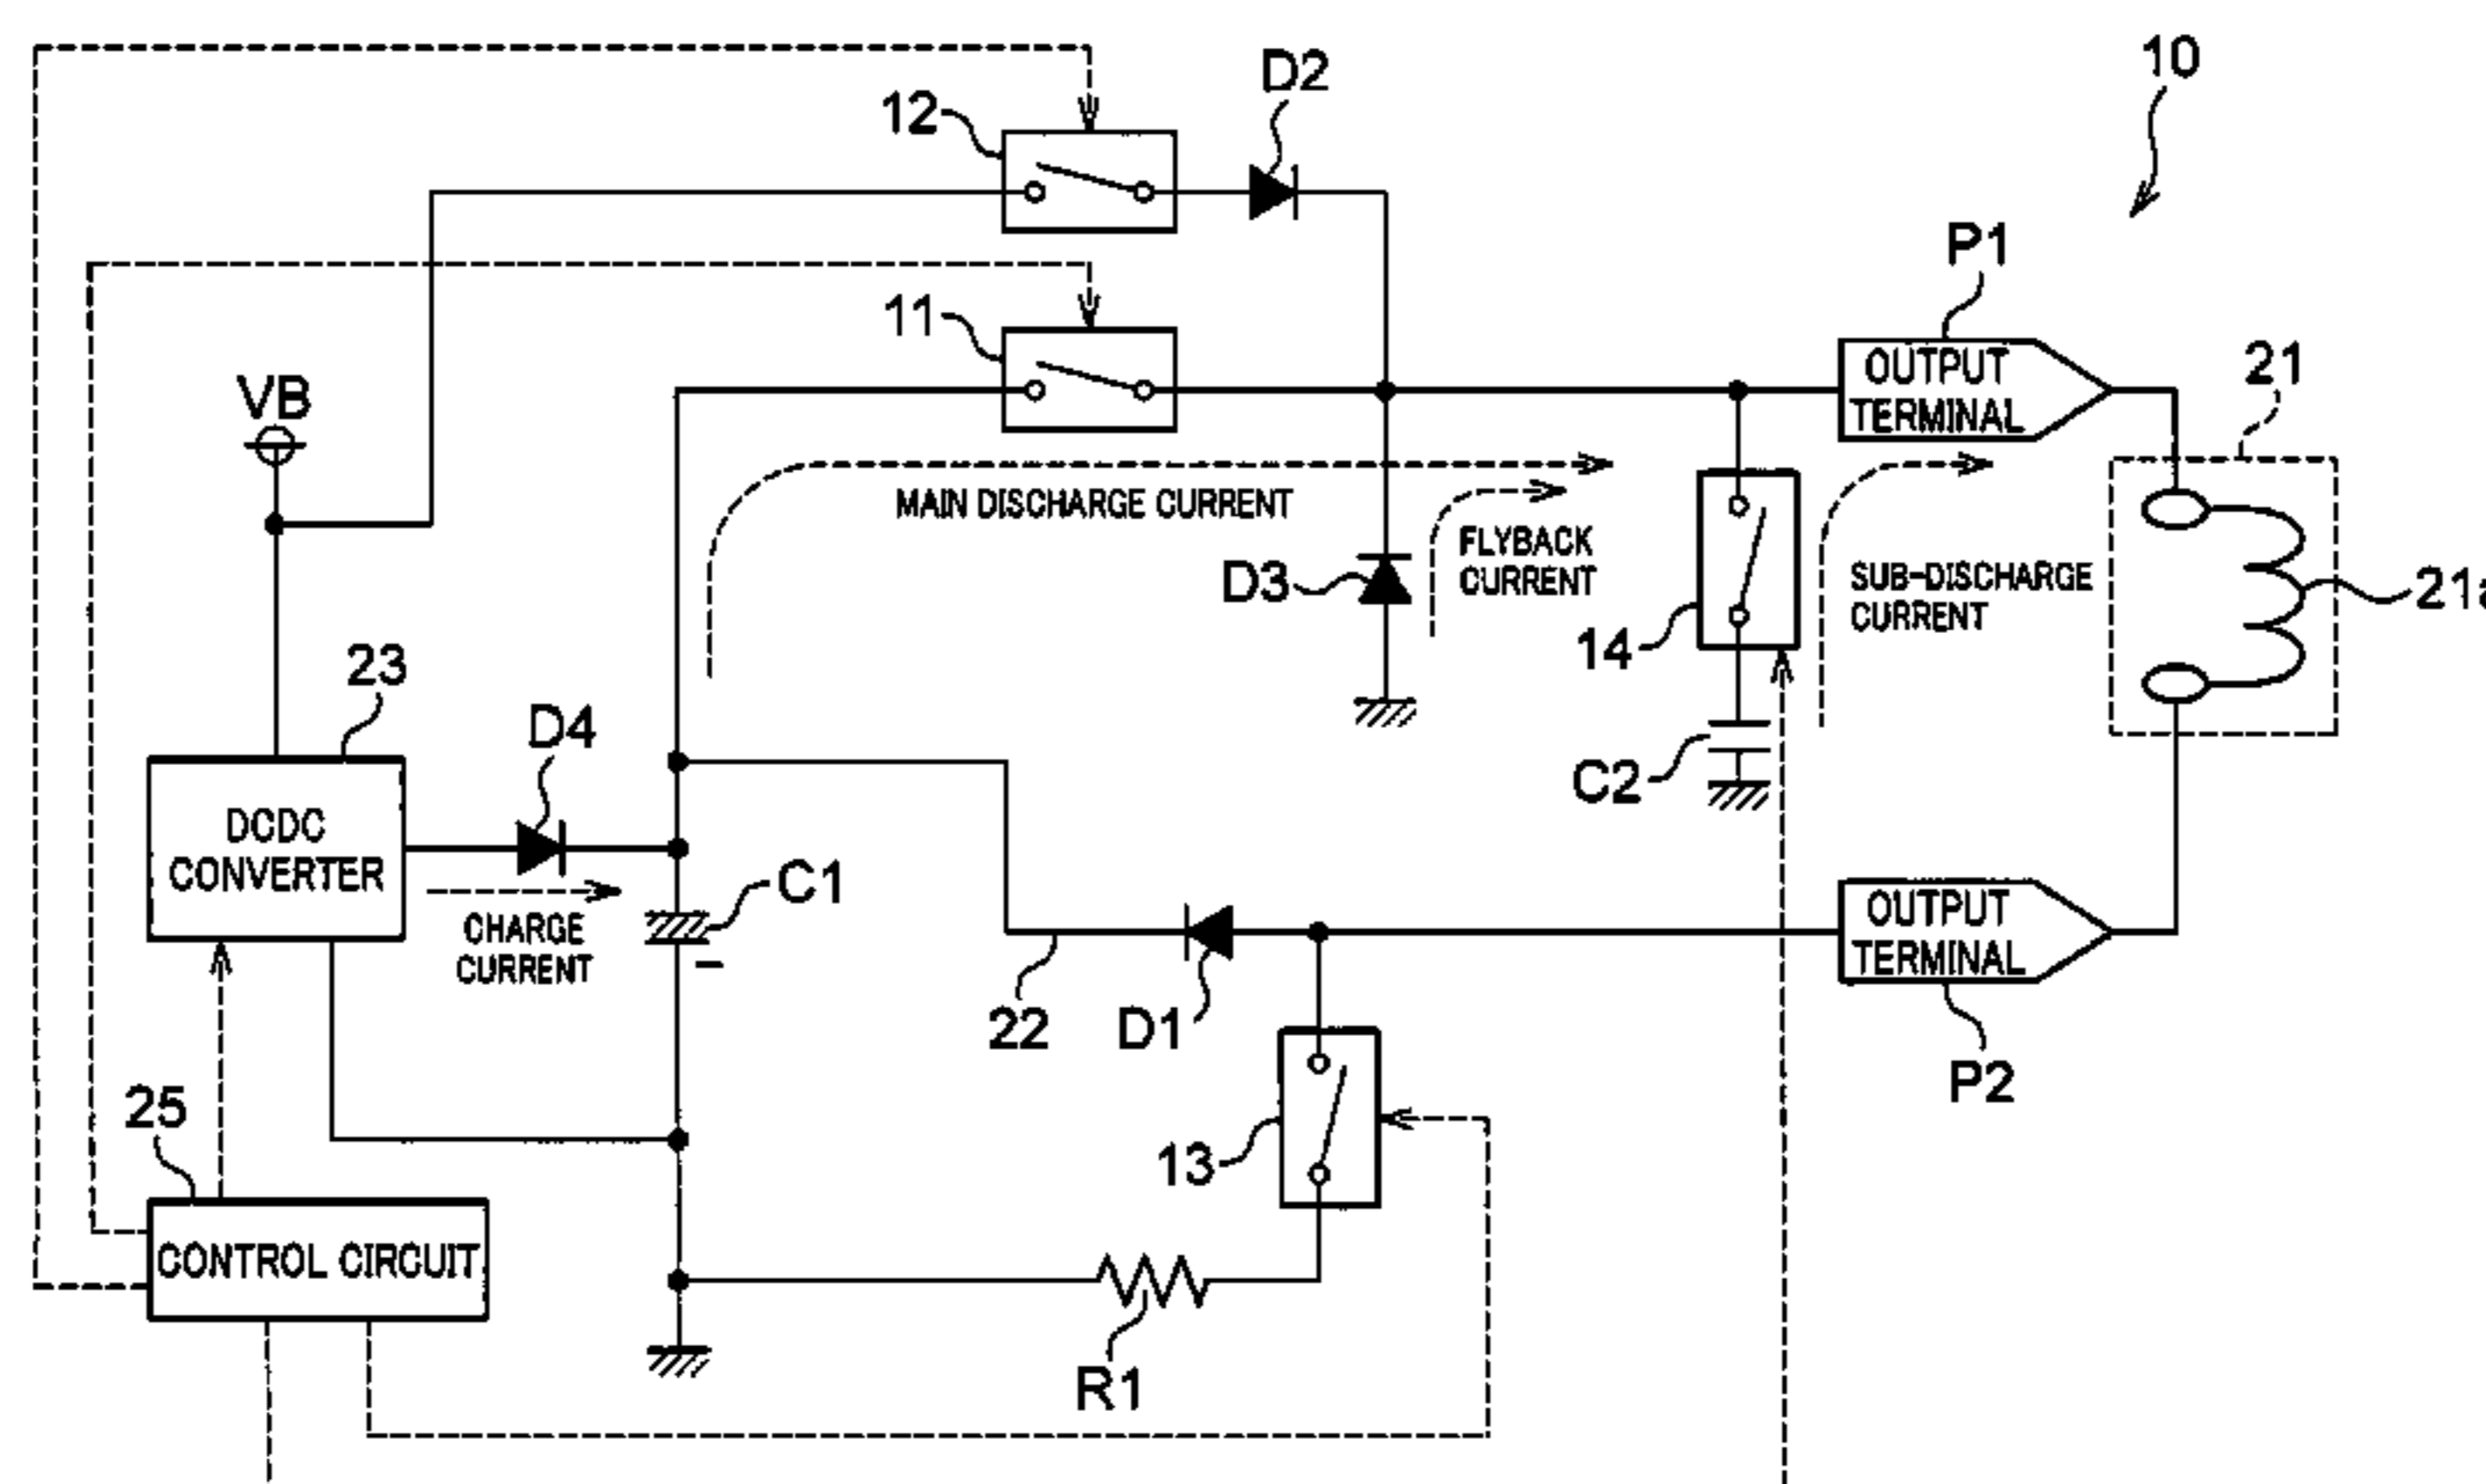 10
D2
12
P1
11
OUTPUT
TERMINAL
21
VB
MAIN DISCHARGE CURRENT
FLYBACK
CURRENT
D3
SUB-DISCHARGE
CURRENT
21a
14
23
D4
C2
DCDC
CONVERTER
C1
OUTPUT
TERMINAL
CHARGE
CURRENT
–
22
D1
P2
25
13
CONTROL CIRCUIT
R1